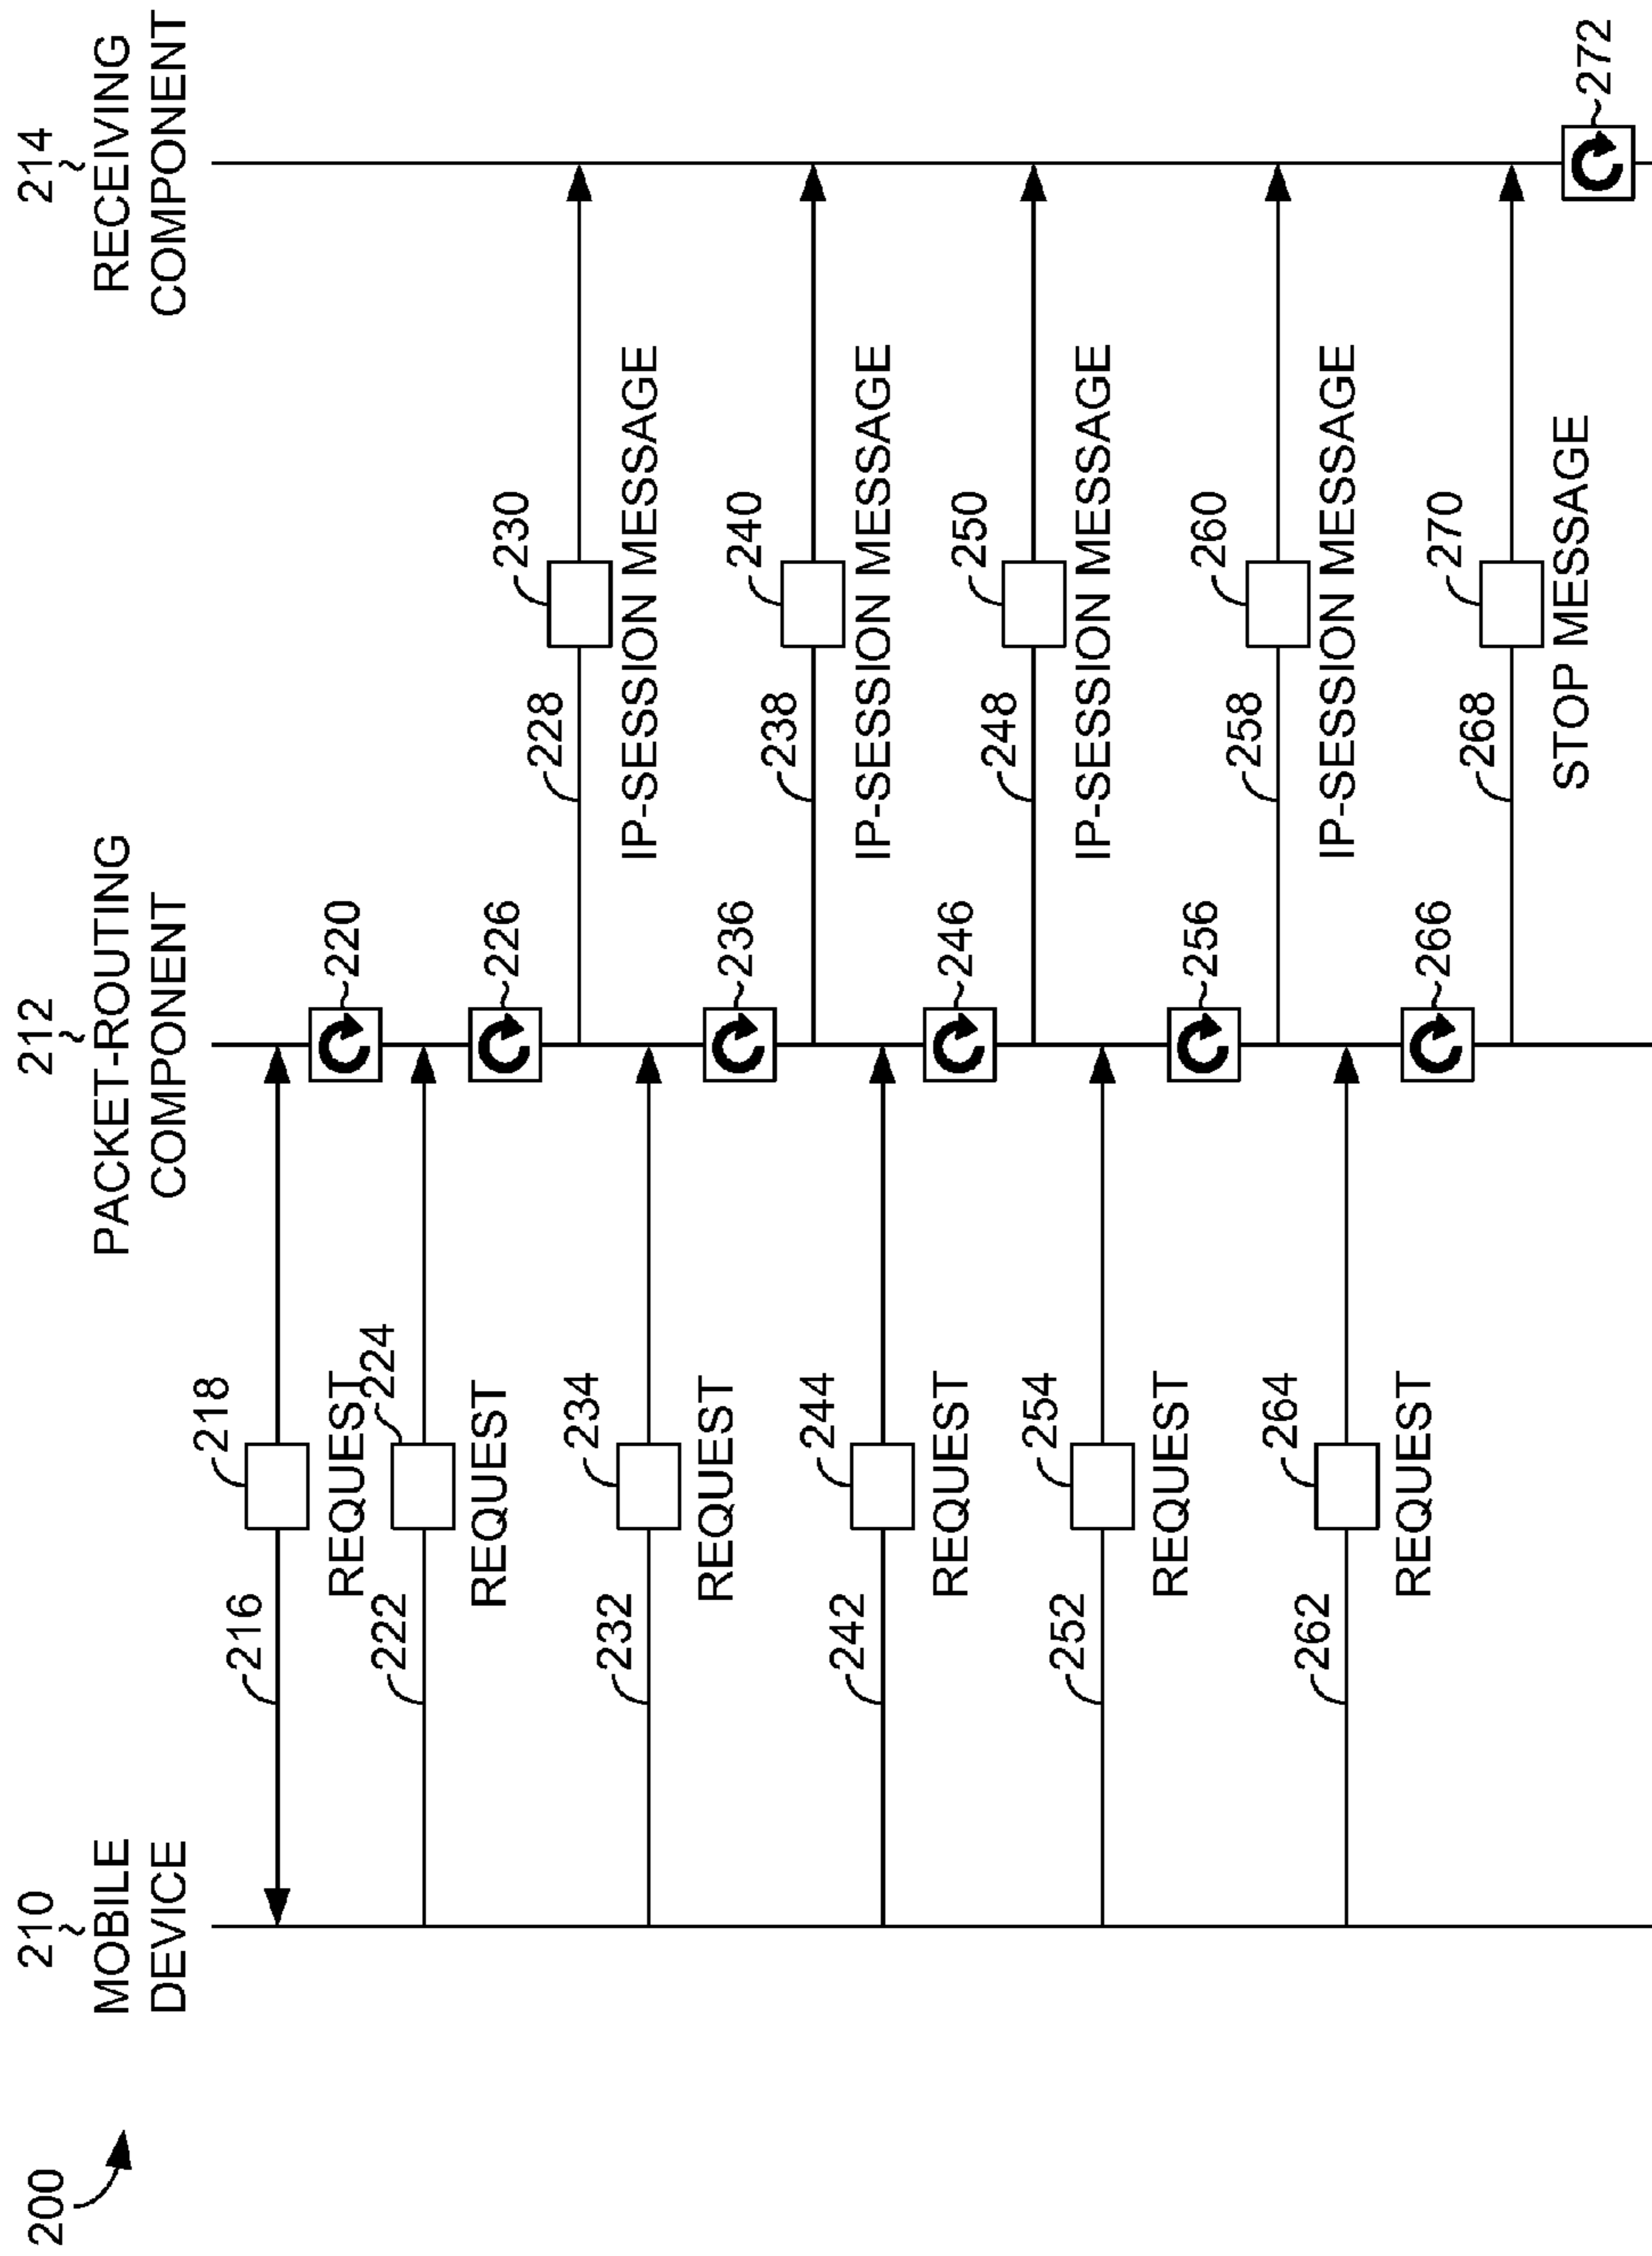 200
210
MOBILE
DEVICE
212
PACKET-ROUTING
COMPONENT
214
RECEIVING
COMPONENT
216
218
REQUEST
220
222
224
REQUEST
226
228
230
IP-SESSION MESSAGE
232
234
REQUEST
236
238
240
IP-SESSION MESSAGE
242
244
REQUEST
246
248
250
IP-SESSION MESSAGE
252
254
REQUEST
256
258
260
IP-SESSION MESSAGE
262
264
REQUEST
266
268
270
STOP MESSAGE
272